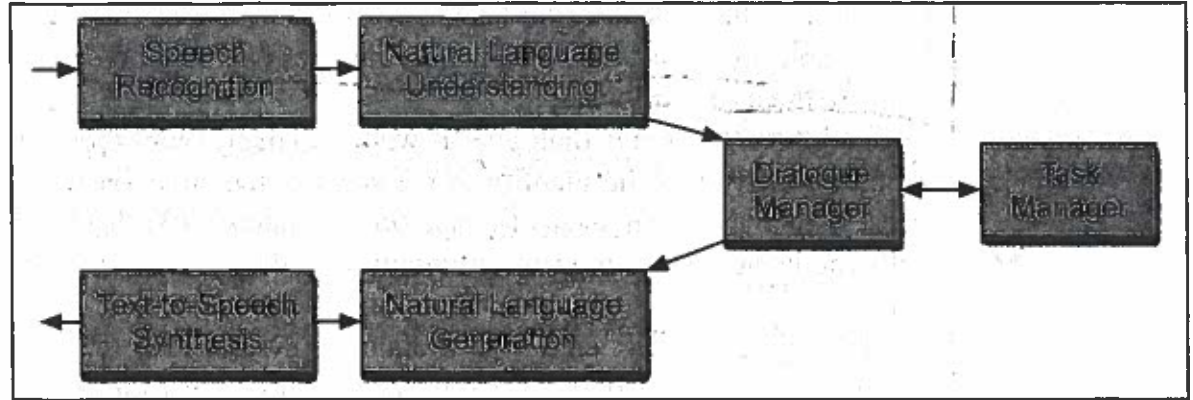 Speech
Recognition
Natural Language
Understanding
Dialogue
Manager
Task
Manager
Text-to-Speech
Synthesis
Natural Language
Generation